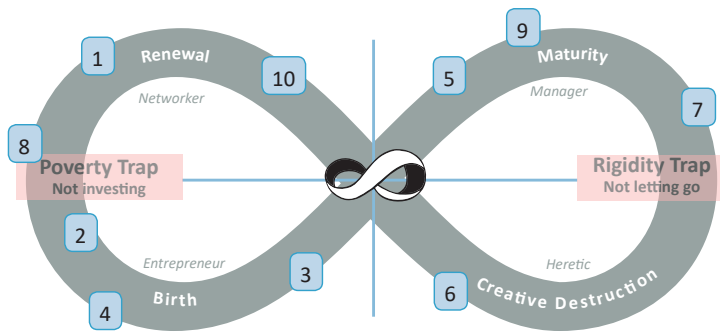 9
1
Renewal
Maturity
10
5
Networker
Manager
7
8
Poverty Trap
Not investing
Rigidity Trap
Not letting go
2
Entrepreneur
Heretic
3
6
Birth
Creative Destruction
4